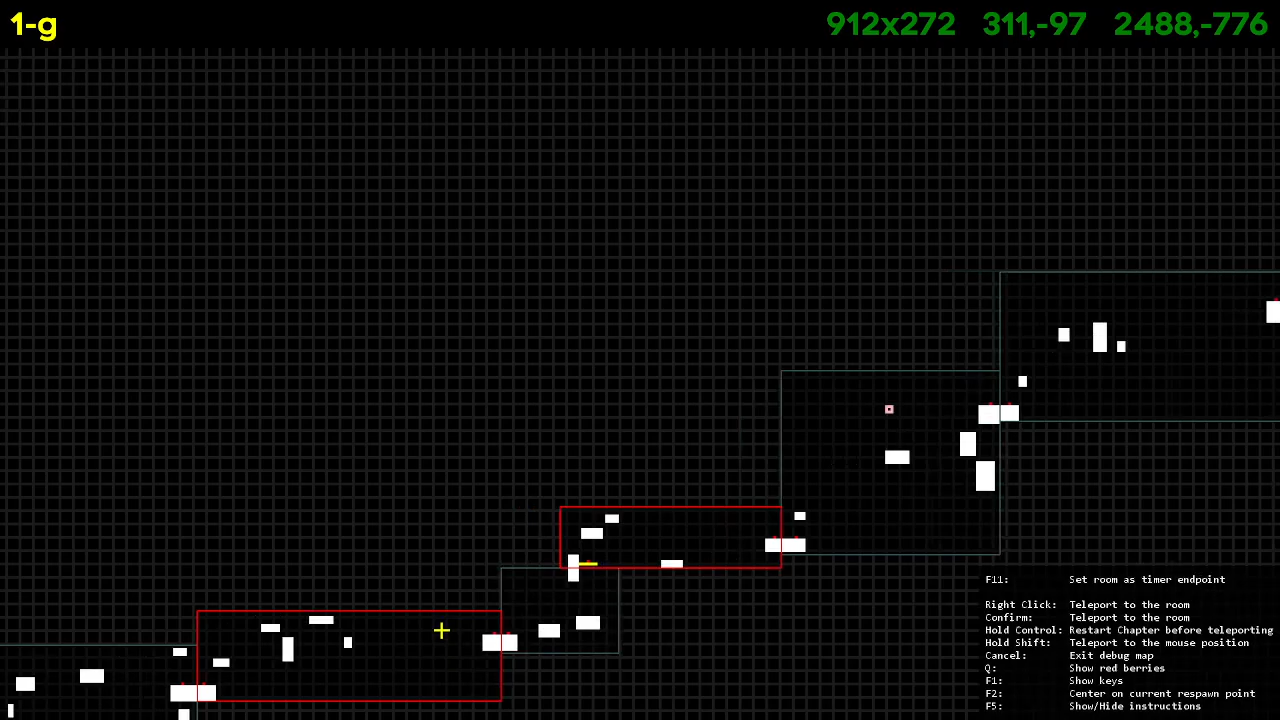 1-g
912x272 311,-97 2488,-776
F11: Set room as timer endpoint
Right Click: Teleport to the room
Confirm: Teleport to the room
Hold Control: Restart Chapter before teleporting
Hold Shift: Teleport to the mouse position
Cancel: Exit debug map
Q: Show red berries
F1: Show keys
F2: Center on current respawn point
F5: Show/Hide instructions